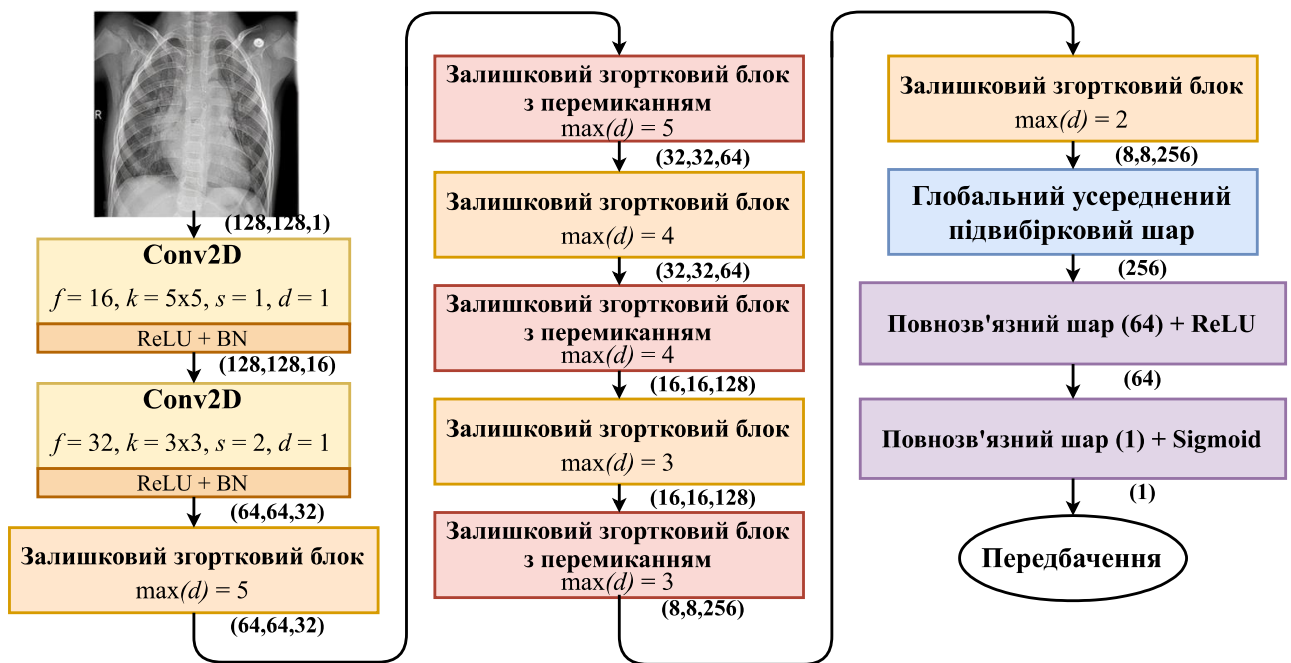 R
(128,128,1)
Conv2D
f = 16, k = 5x5, s = 1, d = 1
ReLU + BN
(128,128,16)
Conv2D
f = 32, k = 3x3, s = 2, d = 1
ReLU + BN
(64,64,32)
Залишковий згортковий блок
max(d) = 5
(64,64,32)
Залишковий згортковий блок
з перемиканням
max(d) = 5
(32,32,64)
Залишковий згортковий блок
max(d) = 4
(32,32,64)
Залишковий згортковий блок
з перемиканням
max(d) = 4
(16,16,128)
Залишковий згортковий блок
max(d) = 3
(16,16,128)
Залишковий згортковий блок
з перемиканням
max(d) = 3
(8,8,256)
Залишковий згортковий блок
max(d) = 2
(8,8,256)
Глобальний усереднений
підвибірковий шар
(256)
Повнозв'язний шар (64) + ReLU
(64)
Повнозв'язний шар (1) + Sigmoid
(1)
Передбачення